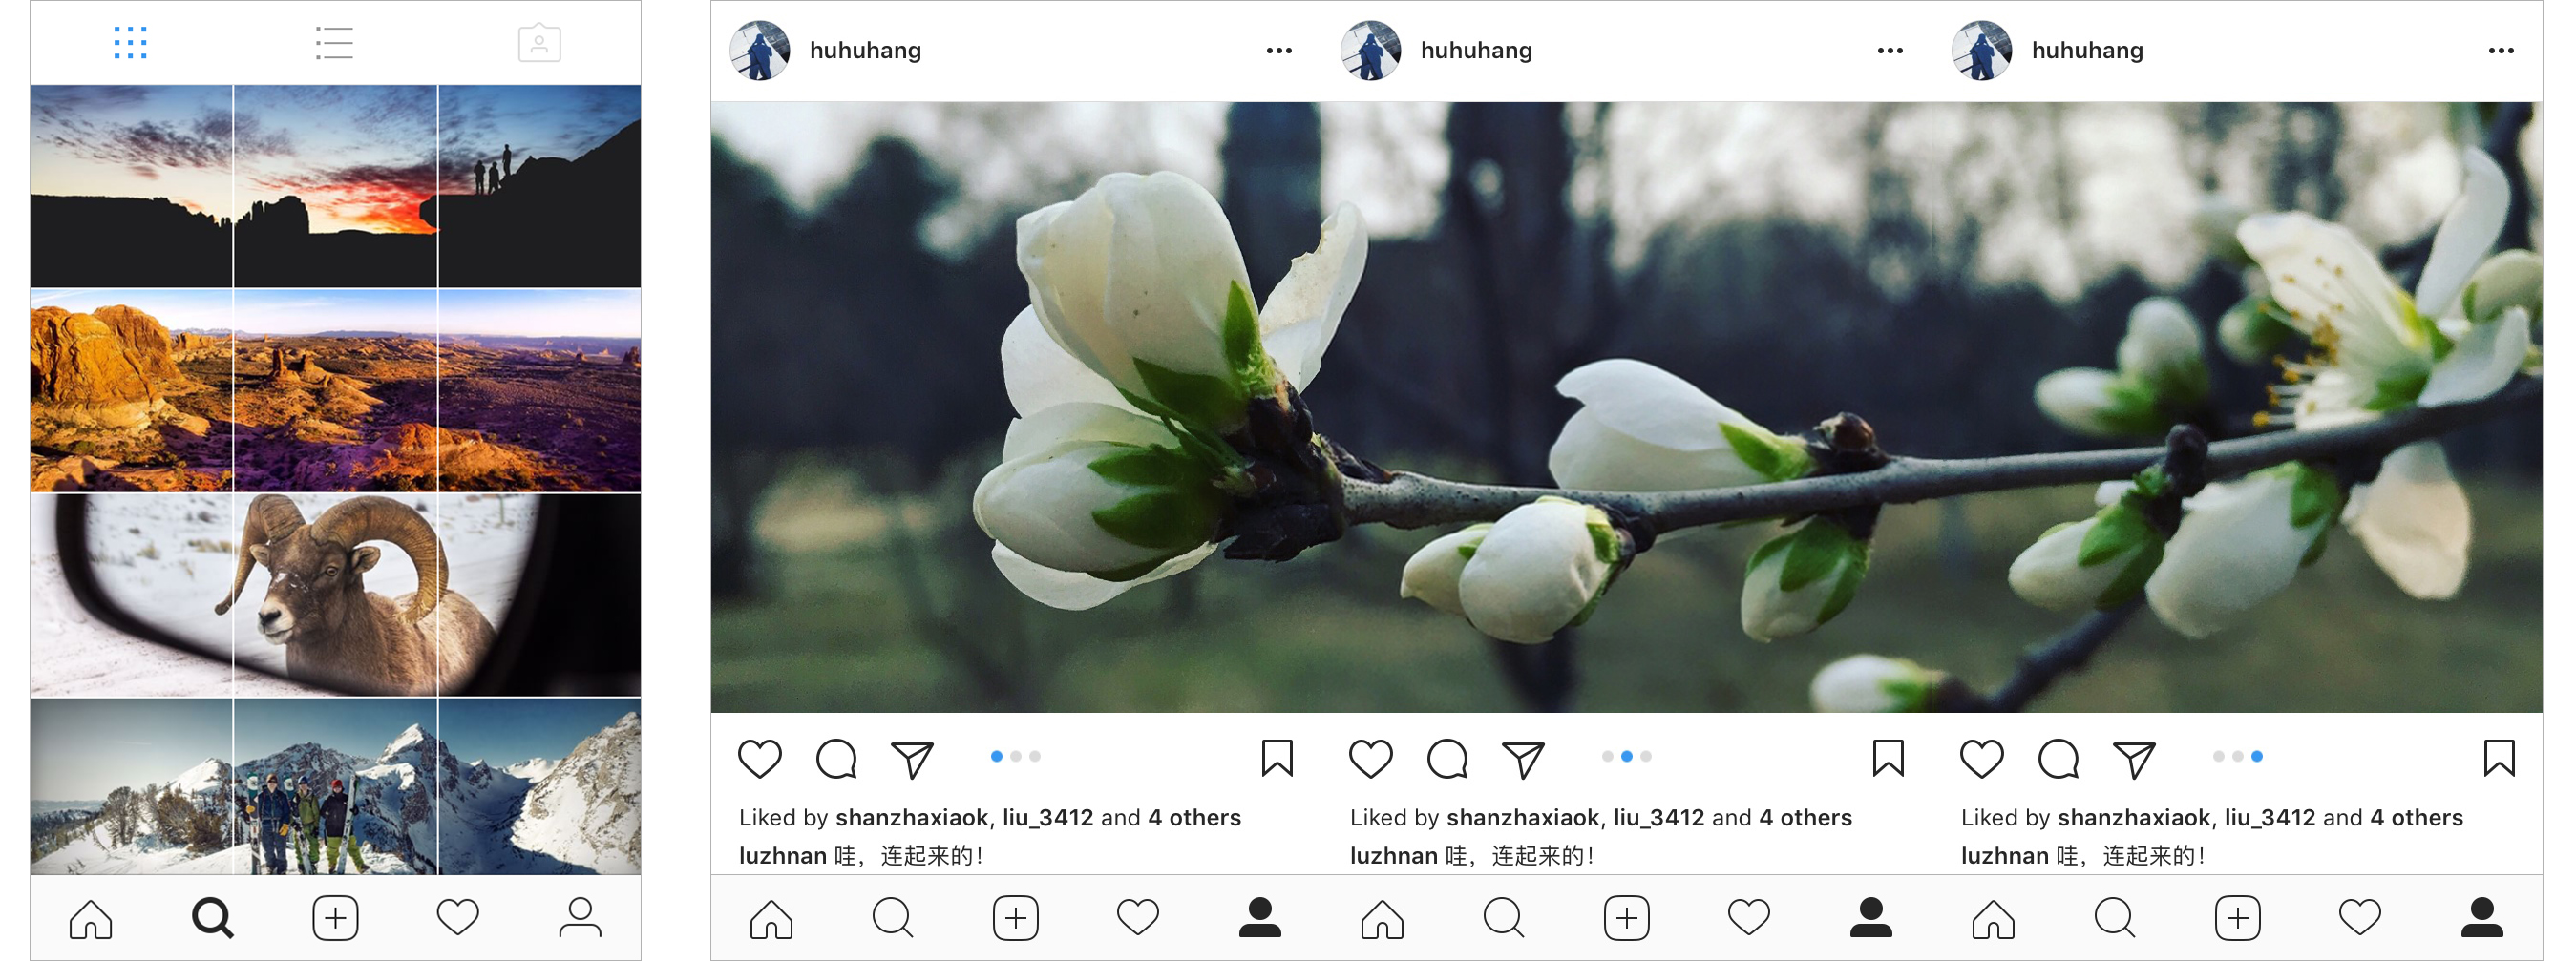 huhuhang
huhuhang
huhuhang
Liked by shanzhaxiaok, liu_3412 and 4 others
luzhnan 哇，连起来的！
Liked by shanzhaxiaok, liu_3412 and 4 others
luzhnan 哇，连起来的！
Liked by shanzhaxiaok, liu_3412 and 4 others
luzhnan 哇，连起来的！